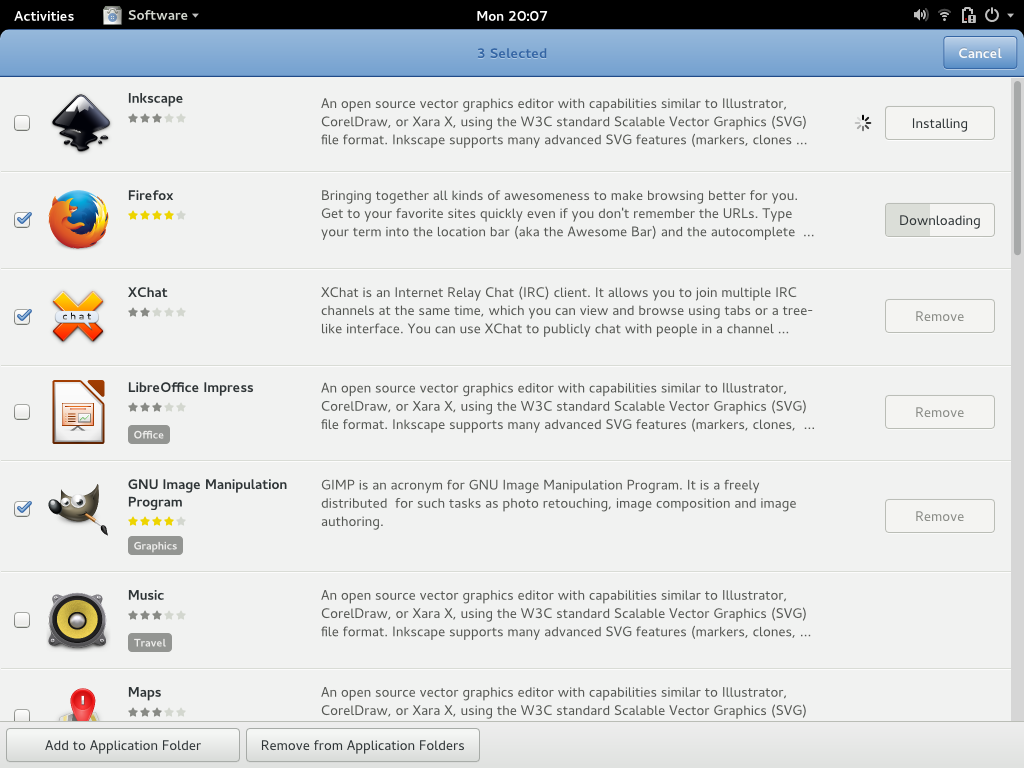 Activities Software Mon 20:07
3 Selected Cancel
Inkscape
An open source vector graphics editor with capabilities similar to Illustrator,
CorelDraw, or Xara X, using the W3C standard Scalable Vector Graphics (SVG)
file format. Inkscape supports many advanced SVG features (markers, clones ...
Installing
Firefox
Bringing together all kinds of awesomeness to make browsing better for you.
Get to your favorite sites quickly even if you don't remember the URLs. Type
your term into the location bar (aka the Awesome Bar) and the autocomplete ...
Downloading
chat
XChat
XChat is an Internet Relay Chat (IRC) client. It allows you to join multiple IRC
channels at the same time, which you can view and browse using tabs or a tree-
like interface. You can use XChat to publicly chat with people in a channel ...
Remove
LibreOffice Impress
Office
An open source vector graphics editor with capabilities similar to Illustrator,
CorelDraw, or Xara X, using the W3C standard Scalable Vector Graphics (SVG)
file format. Inkscape supports many advanced SVG features (markers, clones, ...
Remove
GNU Image Manipulation
Program
Graphics
GIMP is an acronym for GNU Image Manipulation Program. It is a freely
distributed for such tasks as photo retouching, image composition and image
authoring.
Remove
Music
Travel
An open source vector graphics editor with capabilities similar to Illustrator,
CorelDraw, or Xara X, using the W3C standard Scalable Vector Graphics (SVG)
file format. Inkscape supports many advanced SVG features (markers, clones, ...
Maps
An open source vector graphics editor with capabilities similar to Illustrator,
CorelDraw, or Xara X, using the W3C standard Scalable Vector Graphics (SVG)
Add to Application Folder Remove from Application Folders